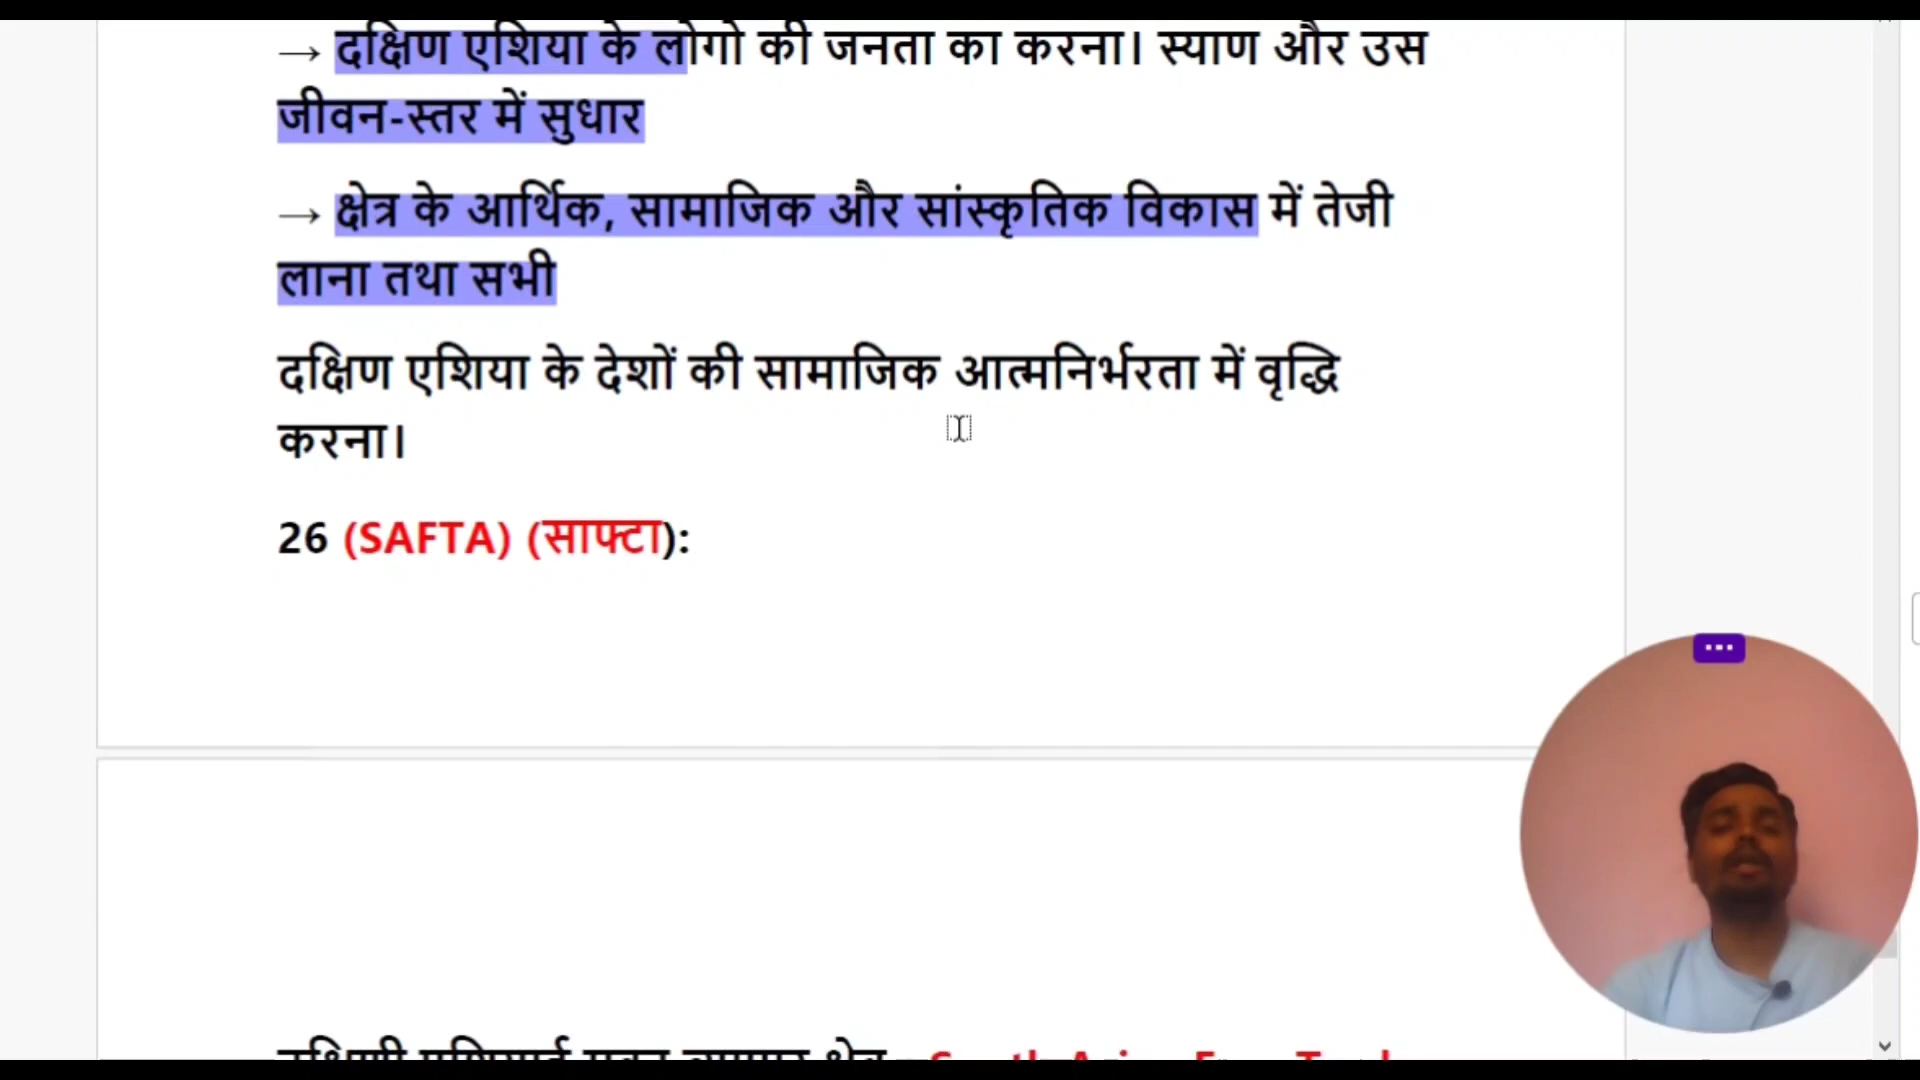 → दक्षिण एशिया के लोगो की जनता का करना। स्याण और उस
जीवन-स्तर में सुधार
→ क्षेत्र के आर्थिक, सामाजिक और सांस्कृतिक विकास में तेजी
लाना तथा सभी
दक्षिण एशिया के देशों की सामाजिक आत्मनिर्भरता में वृद्धि
करना।
26 (SAFTA) (साफ्टा):